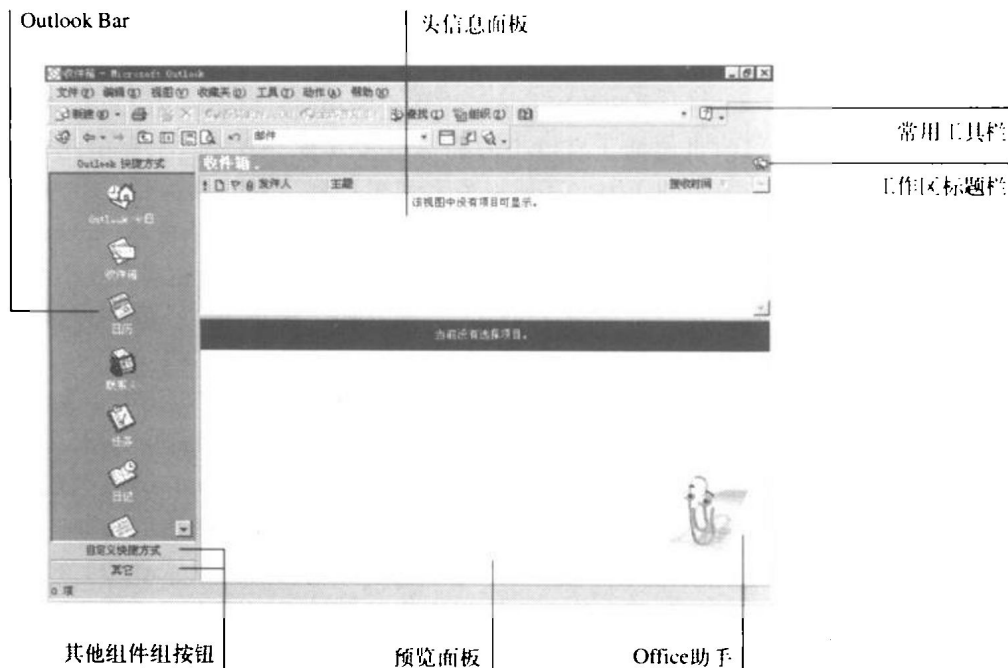 Outlook Bar
头信息面板
收件箱 - Microsoft Outlook
文件(F) 编辑(E) 视图(V) 收藏夹(O) 工具(T) 动作(A) 帮助(H)
新建(N) 查找(I) 组织(Z)
常用工具栏
邮件
Outlook 快捷方式
收件箱
工作区标题栏
发件人 主题 接收时间
该视图中没有项目可显示。
Outlook 今日
收件箱
日历
当前没有选择项目。
联系人
任务
日记
自定义快捷方式
其它
0 项
其他组件组按钮
预览面板
Office助手